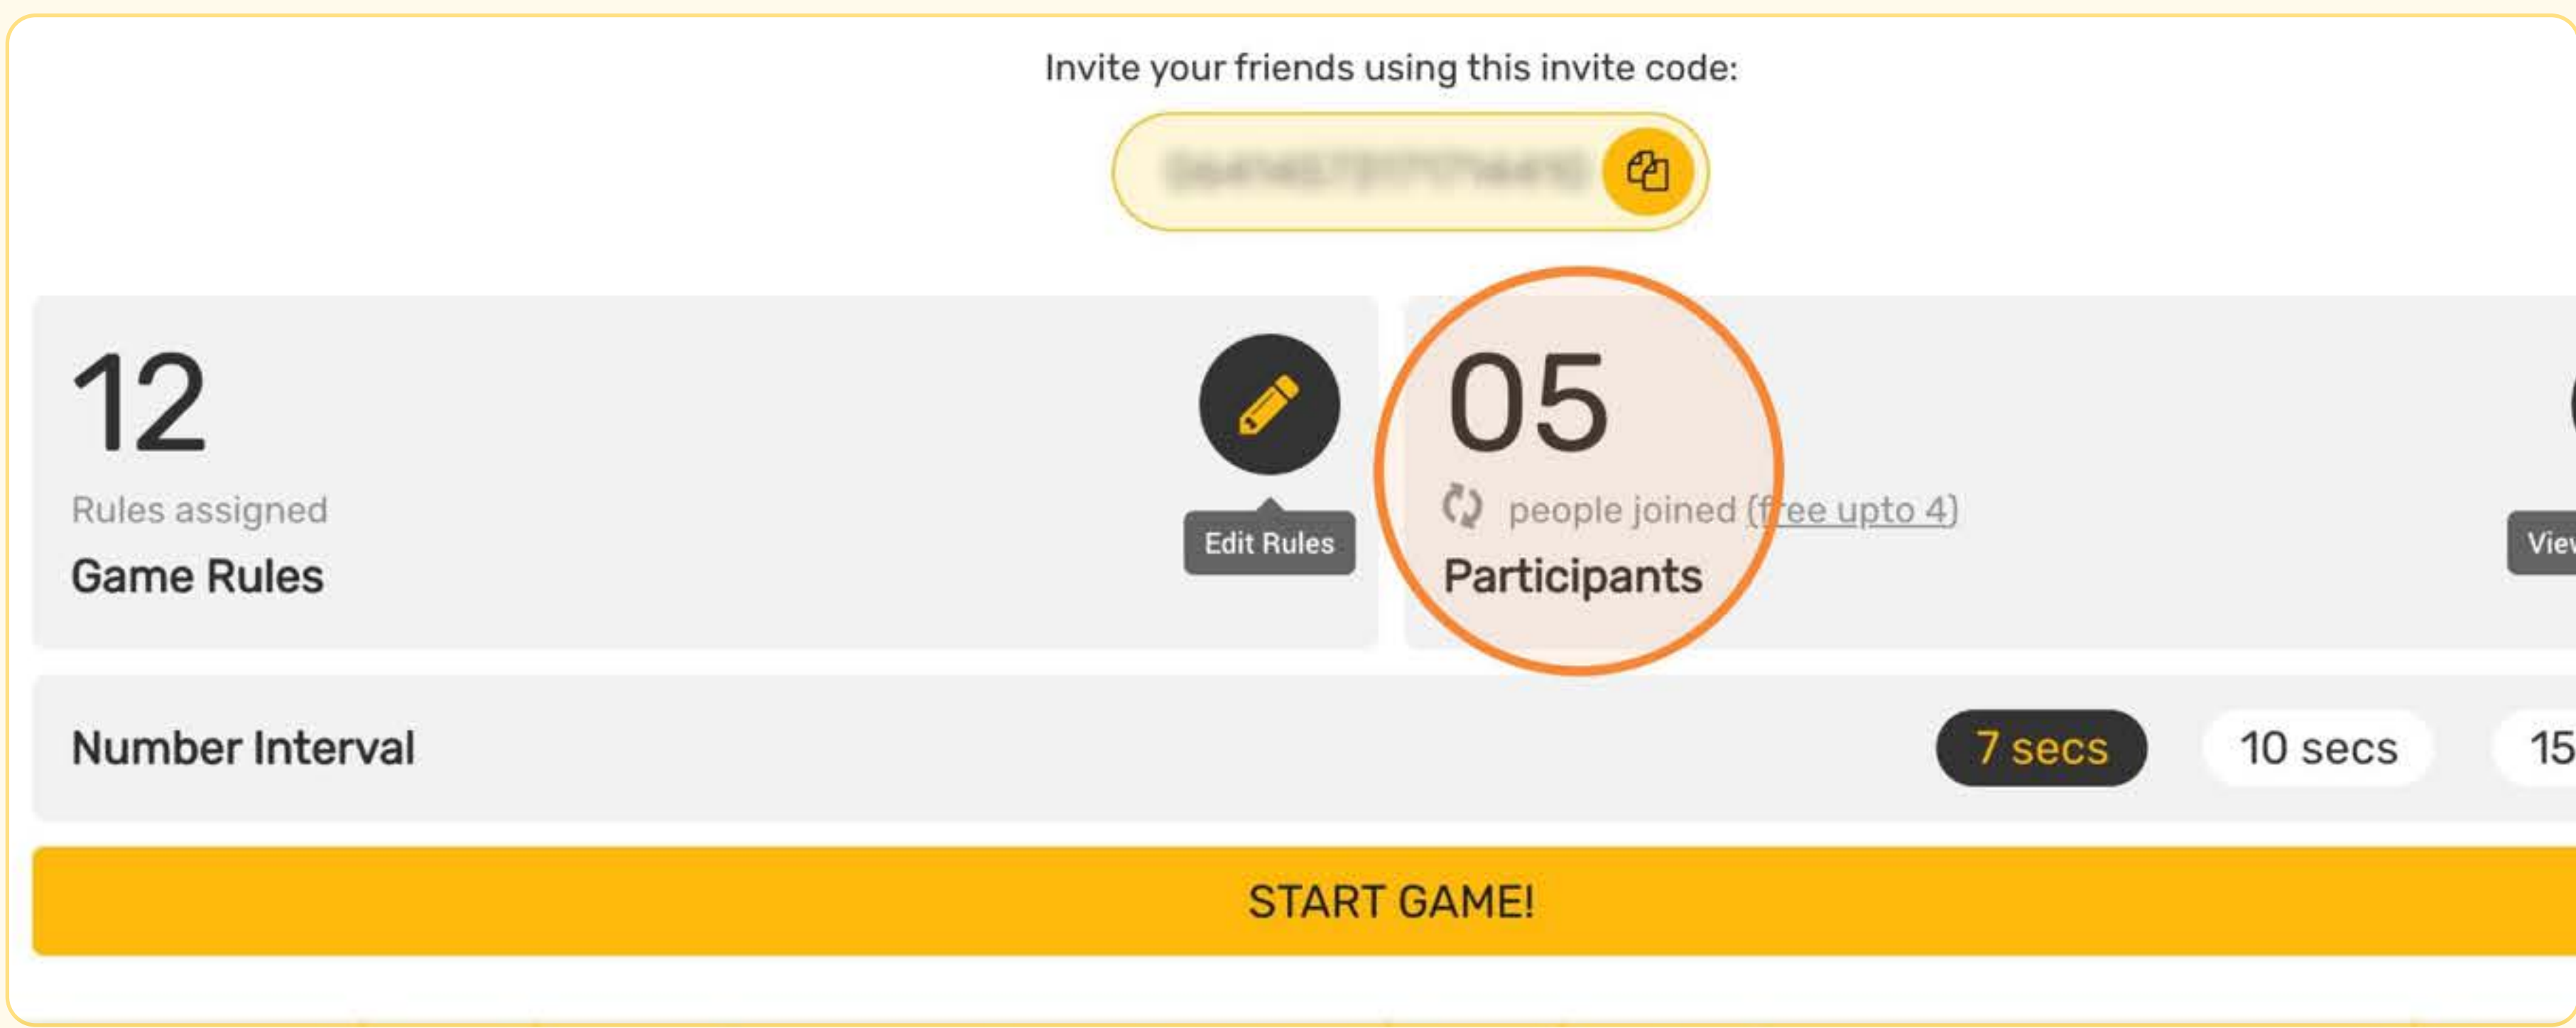 Invite your friends using this invite code:
12
Rules assigned
Game Rules
Edit Rules
05
people joined (free upto 4)
Participants
Number Interval
7 secs
10 secs
15
START GAME!